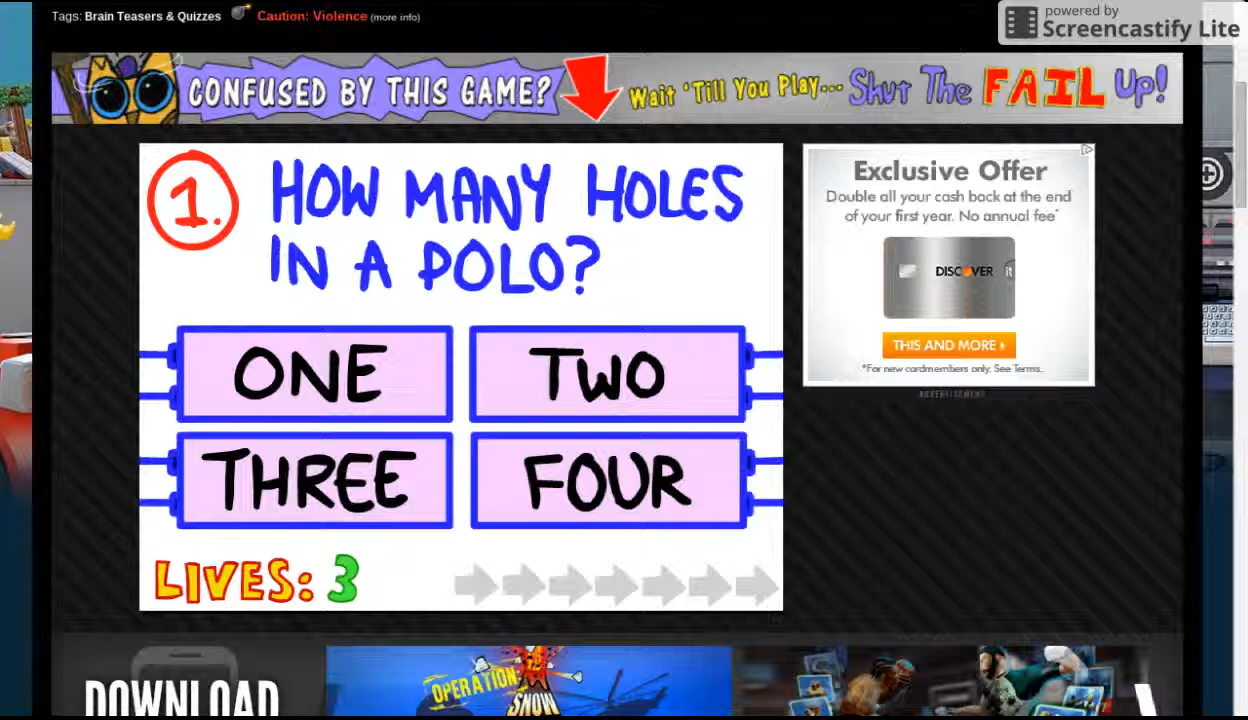 Tags: Brain Teasers & Quizzes Caution: Violence (more info)
powered by
Screencastify Lite
CONFUSED BY THIS GAME? Wait 'Till You Play... Shut The FAIL Up!
1. HOW MANY HOLES
IN A POLO?
ONE
TWO
THREE
FOUR
LIVES: 3
Exclusive Offer
Double all your cash back at the end
of your first year. No annual fee*
DISCOVER it
THIS AND MORE
*For new cardmembers only. See Terms.
ADVERTISEMENT
DOWNLOAD
OPERATION
SNOW